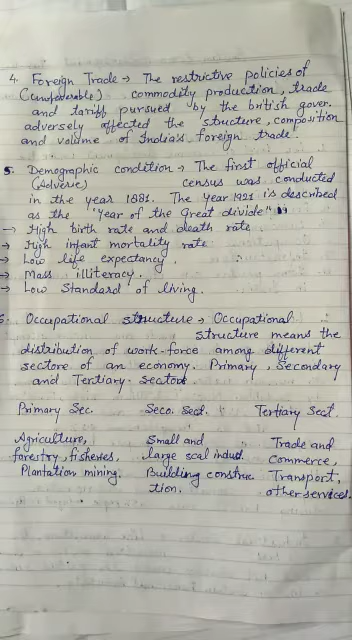 4. Foreign Trade → The restrictive policies of
(Unfavorable) commodity production, trade
and tariff pursued by the british gover.
adversely affected the structure, composition
and volume of India's foreign trade.
5. Demographic condition → The first official
(Adverse) census was conducted
in the year 1881. The year 1921 is described
as the "Year of the Great divide"
→ High birth rate and death rate
→ High infant mortality rate
→ Low life expectancy
→ Mass illiteracy.
→ Low Standard of living.
6. Occupational structure → Occupational
structure means the
distribution of work-force among different
sectors of an economy. Primary, Secondary
and Tertiary sectors
Primary Sec. Seco. Sect. Tertiary Sect.
Agriculture, Small and Trade and
forestry, fisheries, large scal indust. Commerce,
Plantation mining. Building construc Transport,
tion. other services.